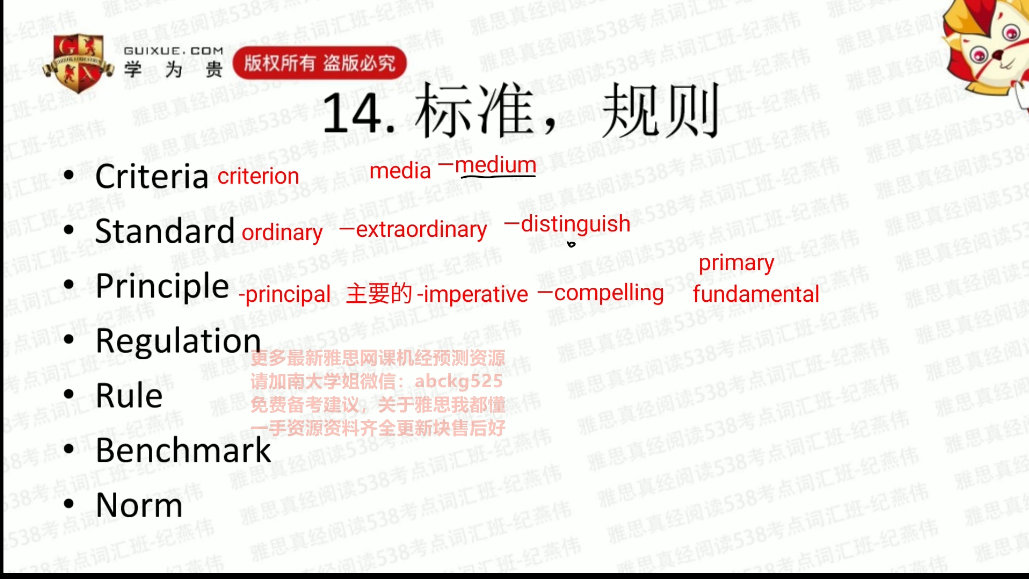 GUIXUE.COM
学为贵
版权所有 盗版必究
14. 标准，规则
• Criteria criterion media —medium
• Standard ordinary —extraordinary —distinguish
primary
• Principle -principal 主要的 -imperative —compelling fundamental
• Regulation
更多最新雅思网课机经预测资源
请加南大学姐微信：abckg525
• Rule
免费备考建议，关于雅思我都懂
一手资源资料齐全更新块售后好
• Benchmark
• Norm
雅思真经阅读538考点词汇班-纪燕伟